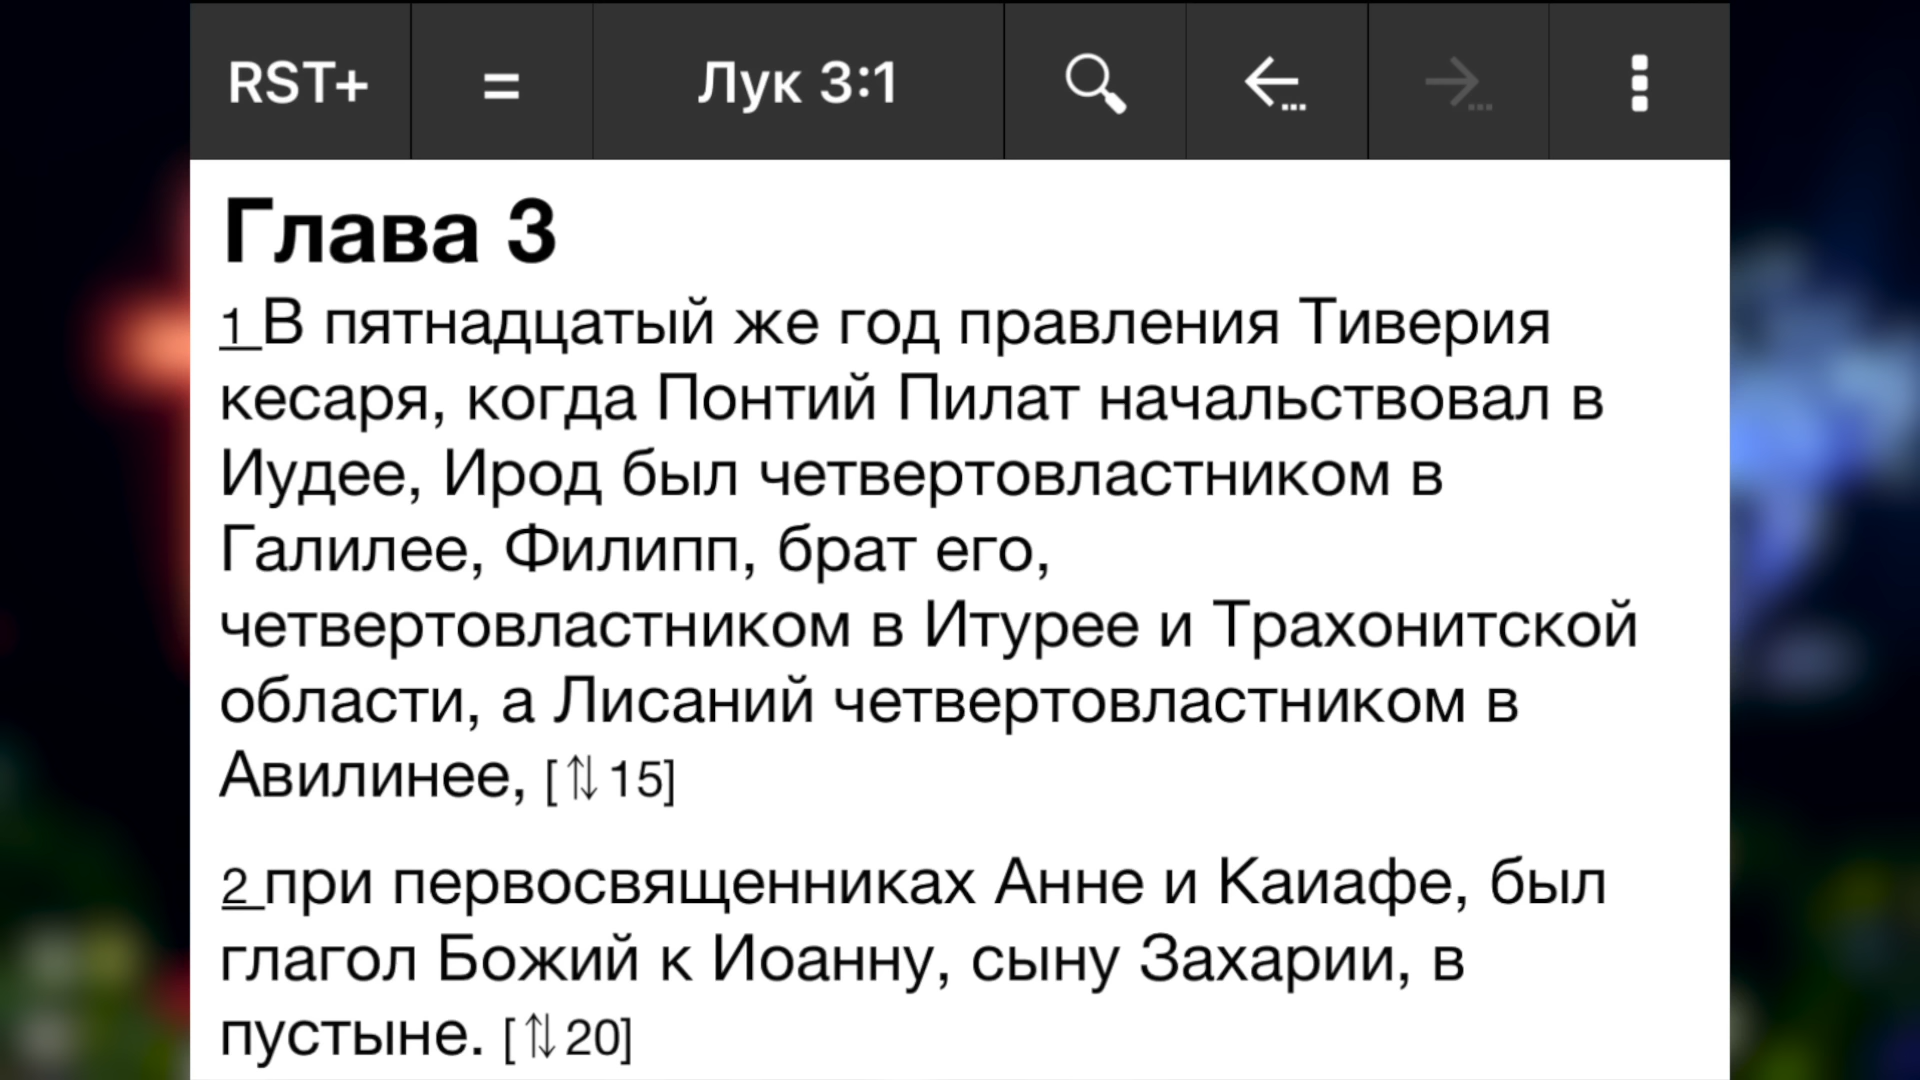 RST+ = Лук 3:1
Глава 3
1 В пятнадцатый же год правления Тиверия
кесаря, когда Понтий Пилат начальствовал в
Иудее, Ирод был четвертовластником в
Галилее, Филипп, брат его,
четвертовластником в Итурее и Трахонитской
области, а Лисаний четвертовластником в
Авилинее, [⇅15]
2 при первосвященниках Анне и Каиафе, был
глагол Божий к Иоанну, сыну Захарии, в
пустыне. [⇅20]